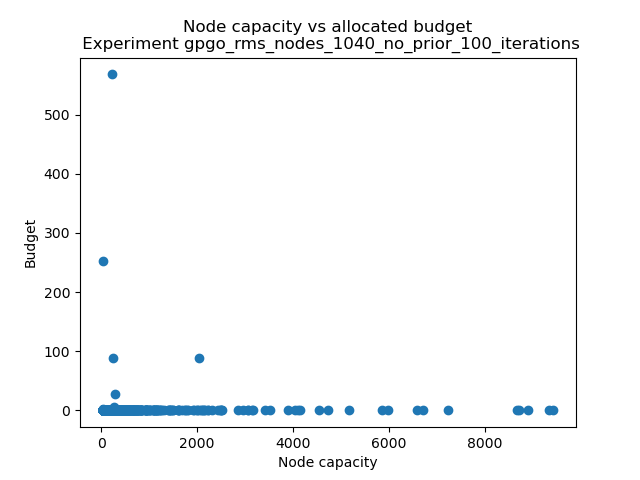 Node capacity vs allocated budget
Experiment gpgo_rms_nodes_1040_no_prior_100_iterations
500
400
300
200
100
0
Budget
0
2000
4000
6000
8000
Node capacity